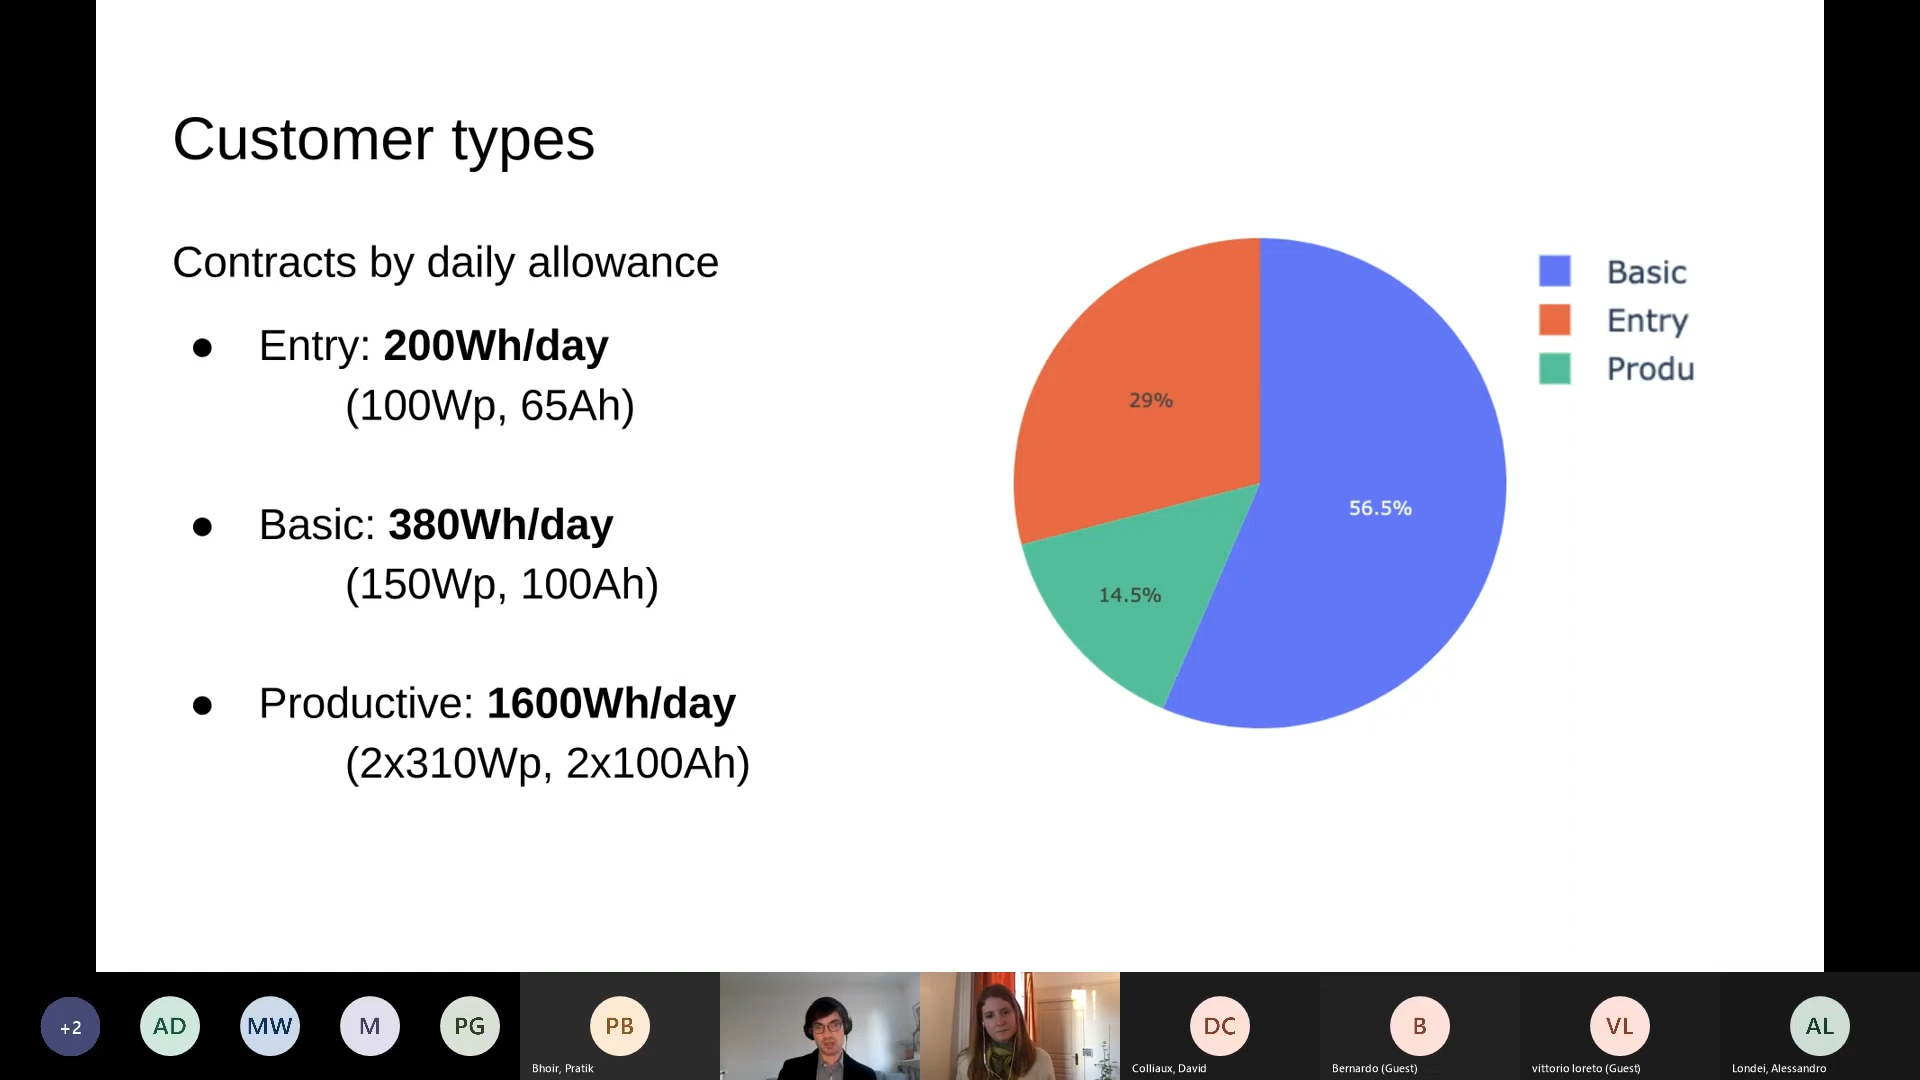 Customer types
Contracts by daily allowance
● Entry: 200Wh/day
(100Wp, 65Ah)
● Basic: 380Wh/day
(150Wp, 100Ah)
● Productive: 1600Wh/day
(2x310Wp, 2x100Ah)
Basic
Entry
Produ
29%
56.5%
14.5%
+2
AD
MW
M
PG
PB
Bhoir, Pratik
DC
Colliaux, David
B
Bernardo (Guest)
VL
vittorio loreto (Guest)
AL
Londei, Alessandro